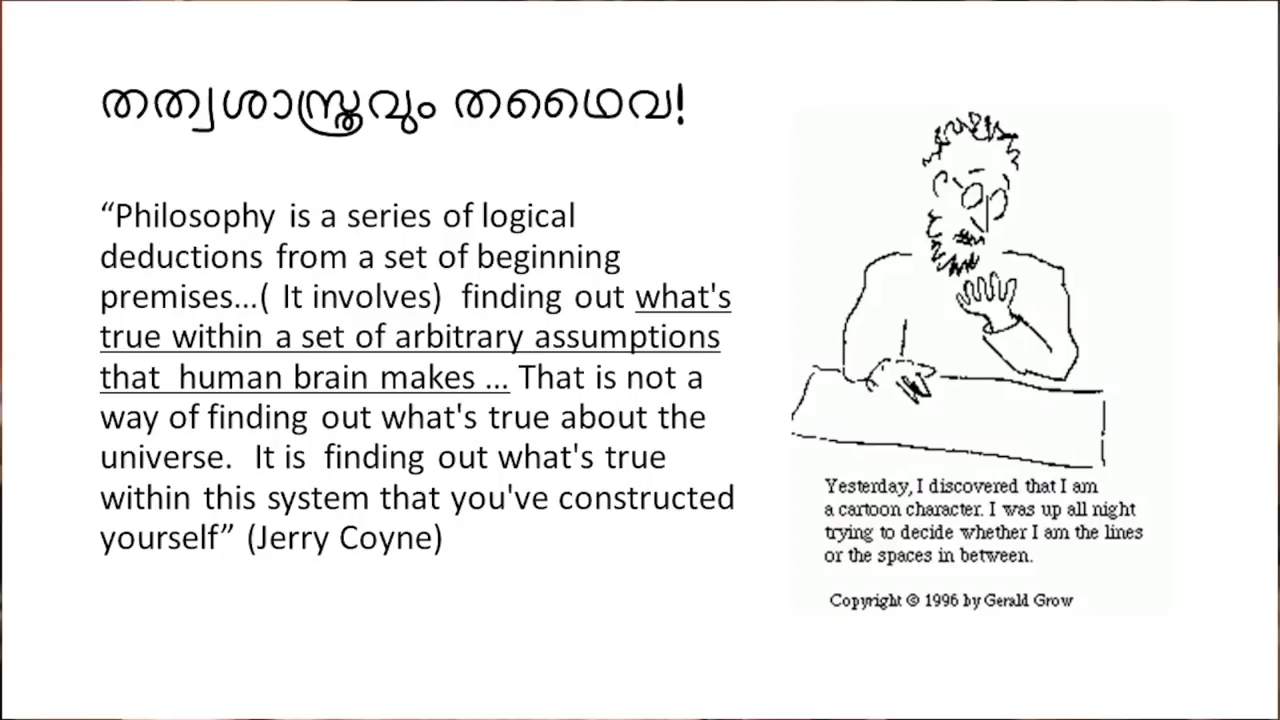 തത്വശാസ്ത്രവും തഥൈവ!
“Philosophy is a series of logical
deductions from a set of beginning
premises...( It involves) finding out what's
true within a set of arbitrary assumptions
that human brain makes ... That is not a
way of finding out what's true about the
universe. It is finding out what's true
within this system that you've constructed
yourself” (Jerry Coyne)
Yesterday, I discovered that I am
a cartoon character. I was up all night
trying to decide whether I am the lines
or the spaces in between.
Copyright © 1996 by Gerald Grow